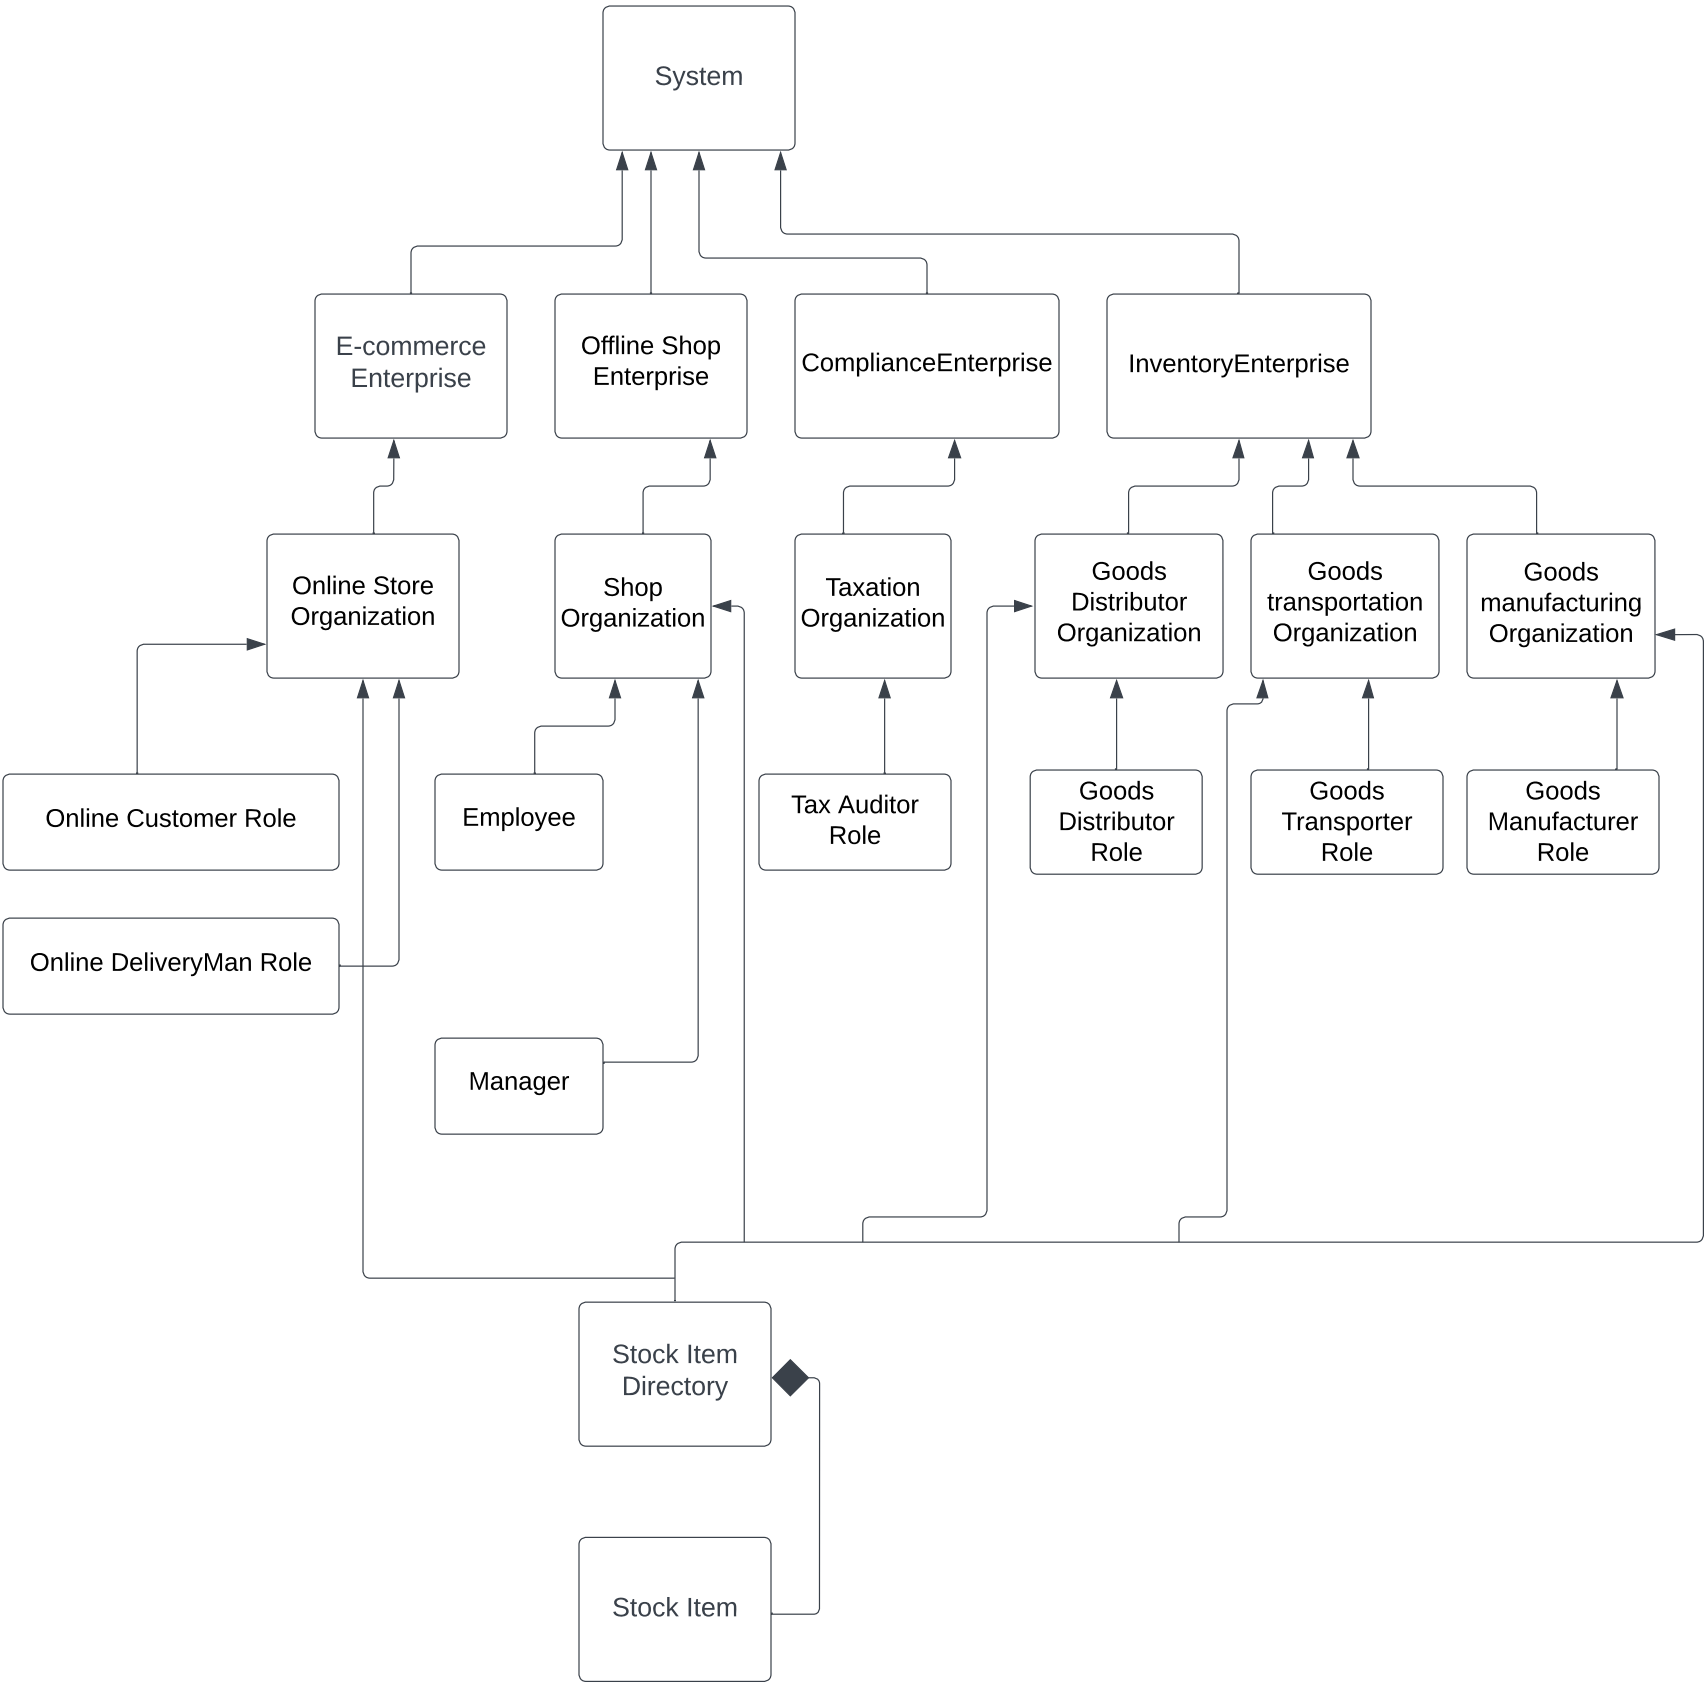 System
E-commerce
Enterprise
Offline Shop
Enterprise
ComplianceEnterprise
InventoryEnterprise
Online Store
Organization
Shop
Organization
Taxation
Organization
Goods
Distributor
Organization
Goods
transportation
Organization
Goods
manufacturing
Organization
Online Customer Role
Employee
Tax Auditor
Role
Goods
Distributor
Role
Goods
Transporter
Role
Goods
Manufacturer
Role
Online DeliveryMan Role
Manager
Stock Item
Directory
Stock Item